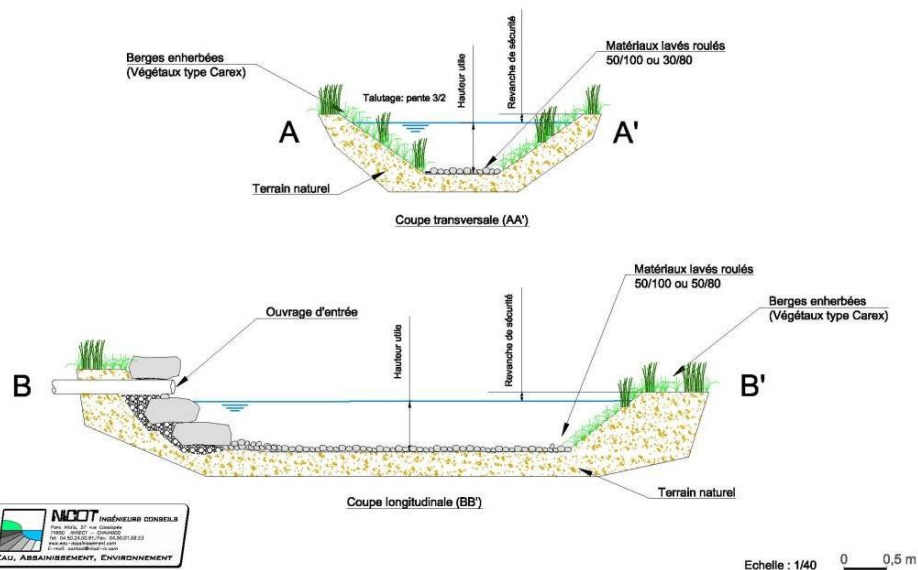 Berges enherbées
(Végétaux type Carex)
Talutage: pente 3/2
Hauteur utile
Revanche de sécurité
Matériaux lavés roulés
50/100 ou 30/80
A
A'
Terrain naturel
Coupe transversale (AA')
Ouvrage d'entrée
Hauteur utile
Revanche de sécurité
Matériaux lavés roulés
50/100 ou 50/80
Berges enherbées
(Végétaux type Carex)
B
B'
Terrain naturel
Coupe longitudinale (BB')
NICOT INGÉNIEURS CONSEILS
EAU, ASSAINISSEMENT, ENVIRONNEMENT
Echelle : 1/40
0
0,5 m